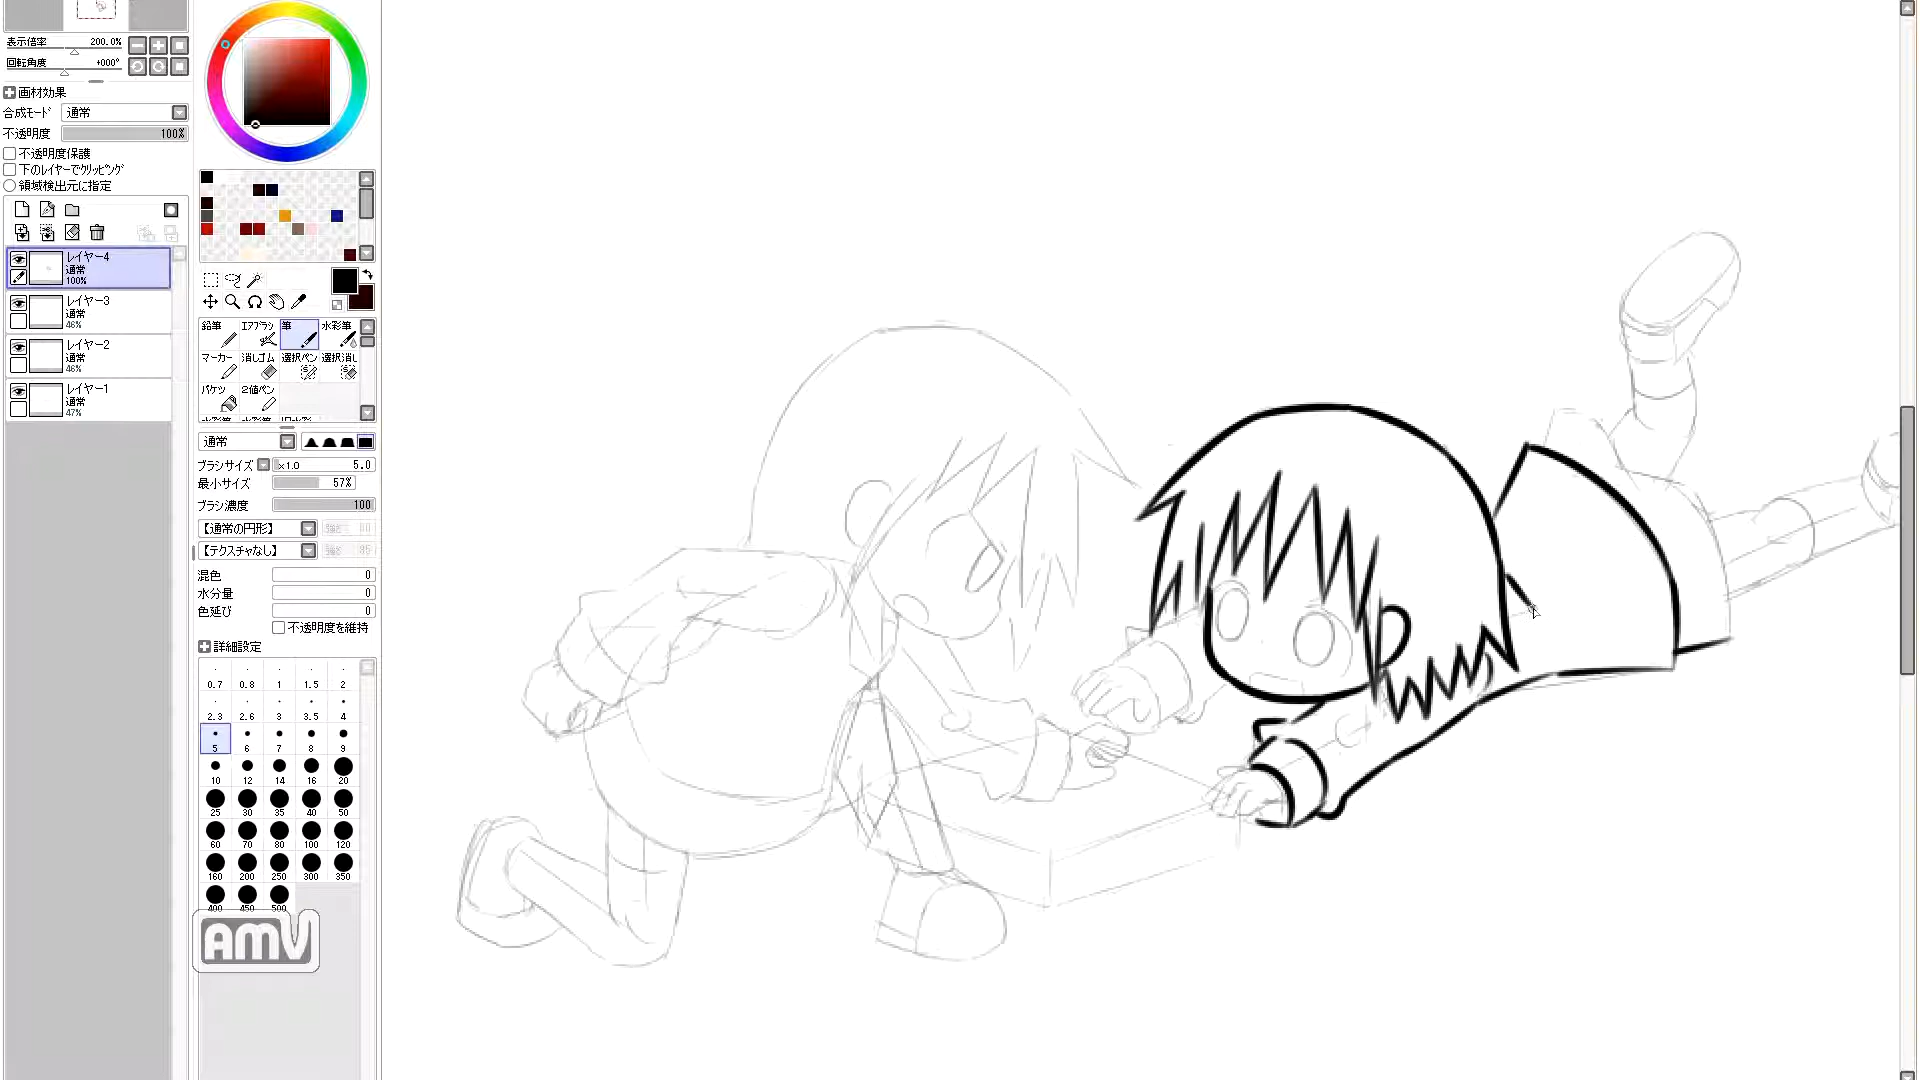 表示倍率 200.0%
回転角度 +000°
画材効果
合成モード 通常
不透明度 100%
不透明度保護
下のレイヤーでクリッピング
領域検出元に指定
レイヤー4
通常
100%
レイヤー3
通常
46%
レイヤー2
通常
46%
レイヤー1
通常
47%
鉛筆 エアブラシ 筆 水彩筆
マーカー 消しゴム 選択ペン 選択消し
バケツ 2値ペン
通常
ブラシサイズ ×1.0 5.0
最小サイズ 57%
ブラシ濃度 100
【通常の円形】
【テクスチャなし】
混色 0
水分量 0
色延び 0
不透明度を維持
詳細設定
0.7 0.8 1 1.5 2
2.3 2.6 3 3.5 4
5 6 7 8 9
10 12 14 16 20
25 30 35 40 50
60 70 80 100 120
160 200 250 300 350
400 450 500
AMV